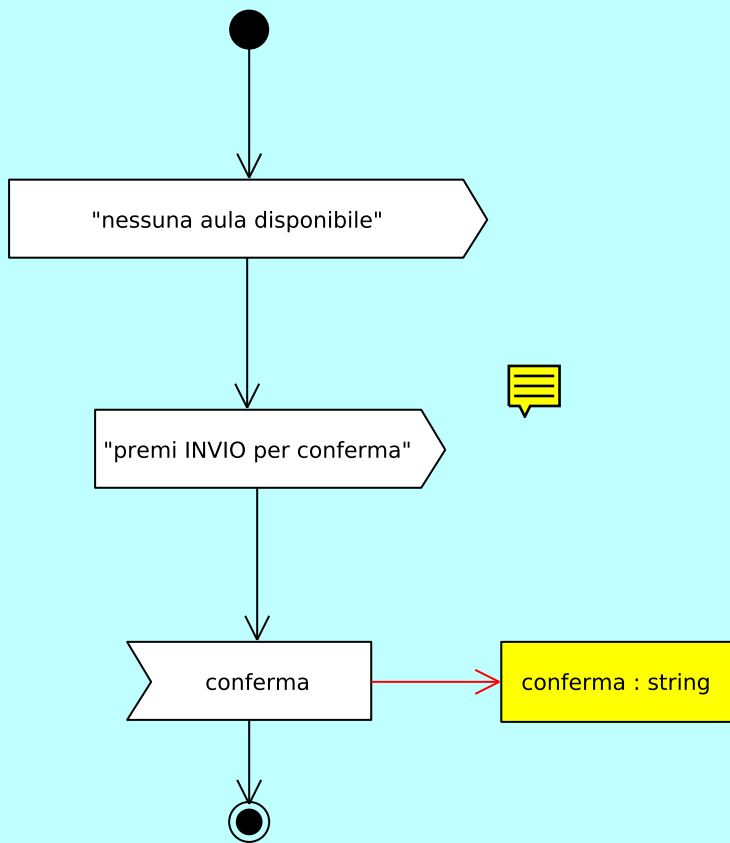 "nessuna aula disponibile"
"premi INVIO per conferma"
conferma
conferma : string